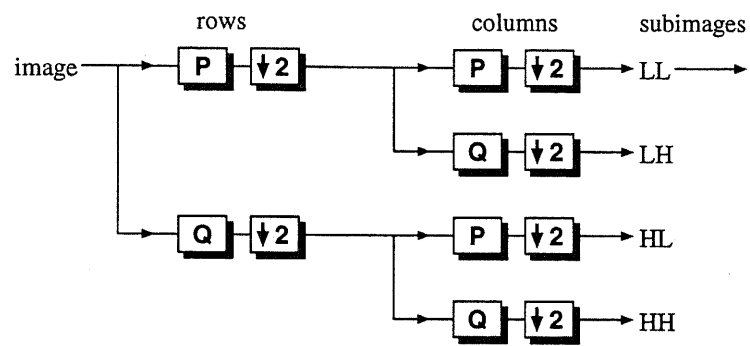 rows columns subimages
image P ↓2 P ↓2 LL
Q ↓2 LH
Q ↓2 P ↓2 HL
Q ↓2 HH